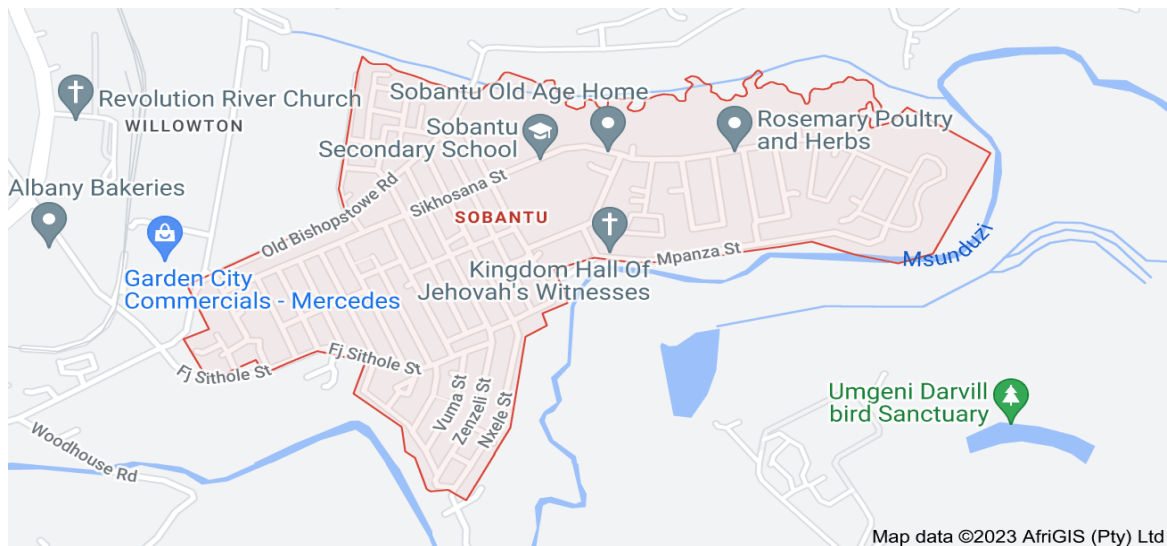 Revolution River Church
WILLOWTON
Sobantu Old Age Home
Sobantu
Secondary School
Rosemary Poultry
and Herbs
Albany Bakeries
Old Bishopstowe Rd
Sikhosana St
SOBANTU
Mpanza St
Msunduzi
Garden City
Commercials - Mercedes
Kingdom Hall Of
Jehovah's Witnesses
Fj Sithole St
Fj Sithole St
Vuma St
Zenzeli St
Nxele St
Umgeni Darvill
bird Sanctuary
Woodhouse Rd
Map data ©2023 AfriGIS (Pty) Ltd